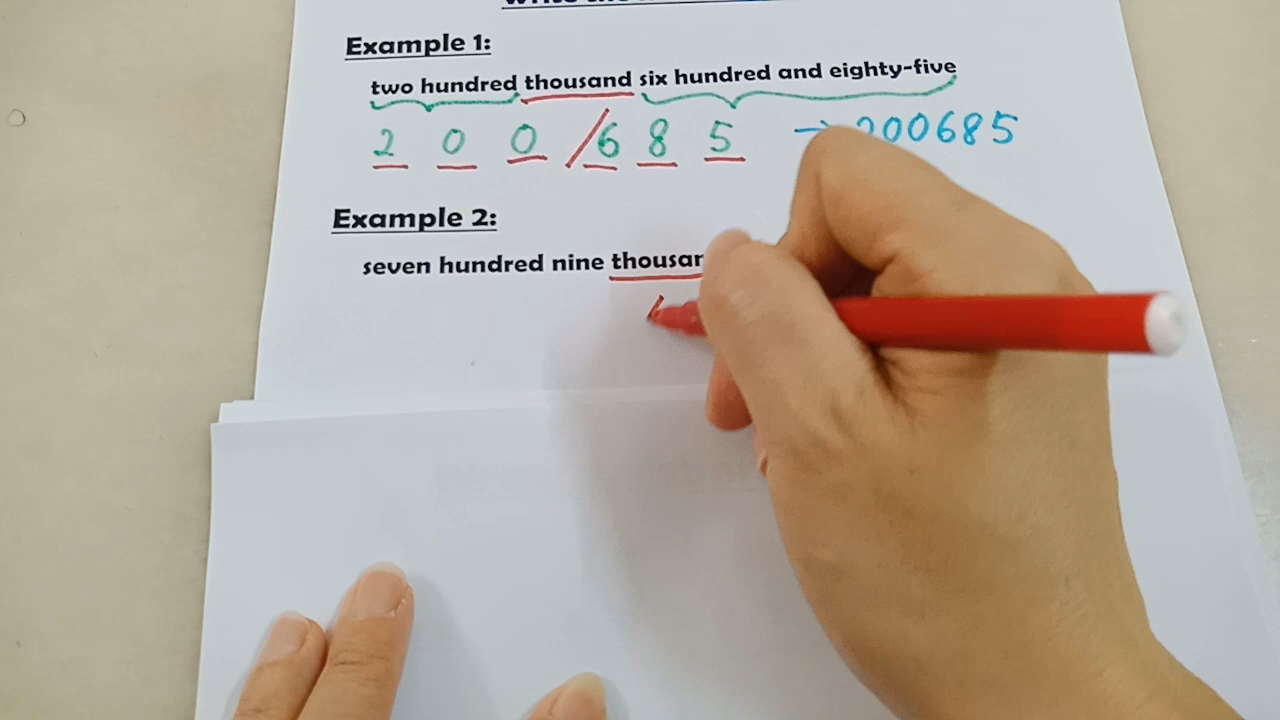 Example 1:
two hundred thousand six hundred and eighty-five
2 0 0 / 6 8 5 → 200685
Example 2:
seven hundred nine